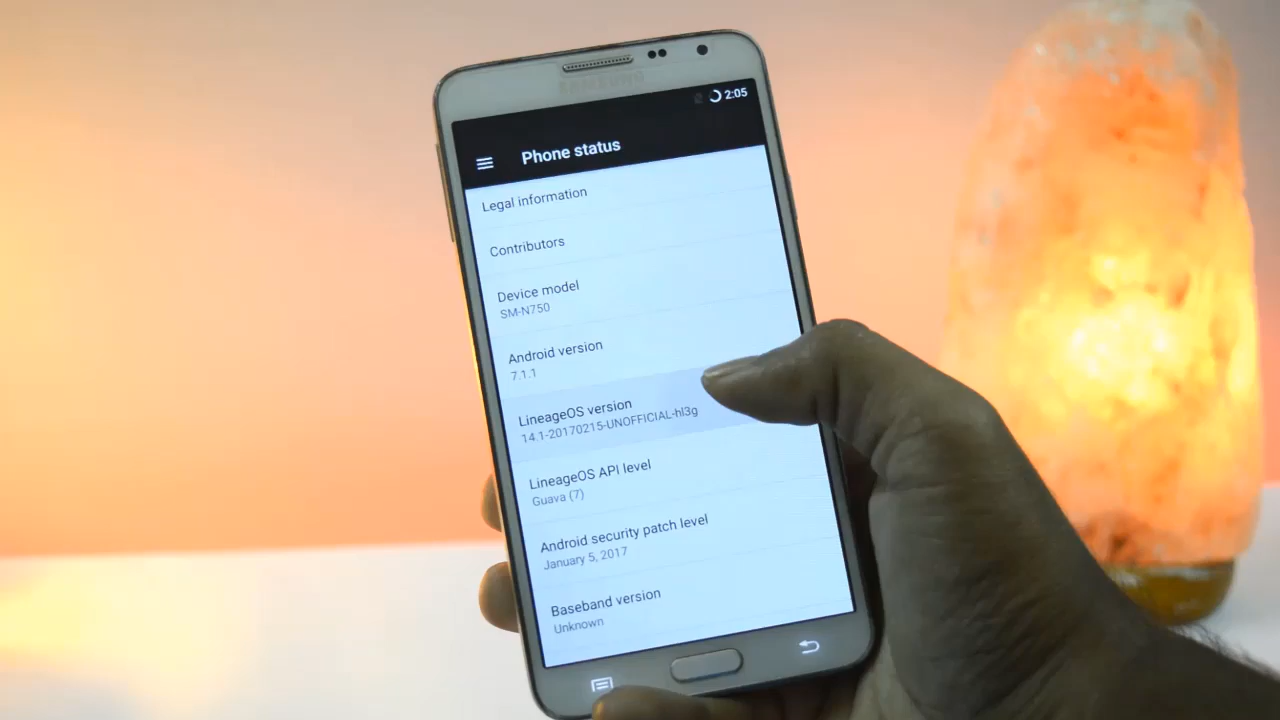 SAMSUNG
2:05
Phone status
Legal information
Contributors
Device model
SM-N750
Android version
7.1.1
LineageOS version
14.1-20170215-UNOFFICIAL-hl3g
LineageOS API level
Guava (7)
Android security patch level
January 5, 2017
Baseband version
Unknown